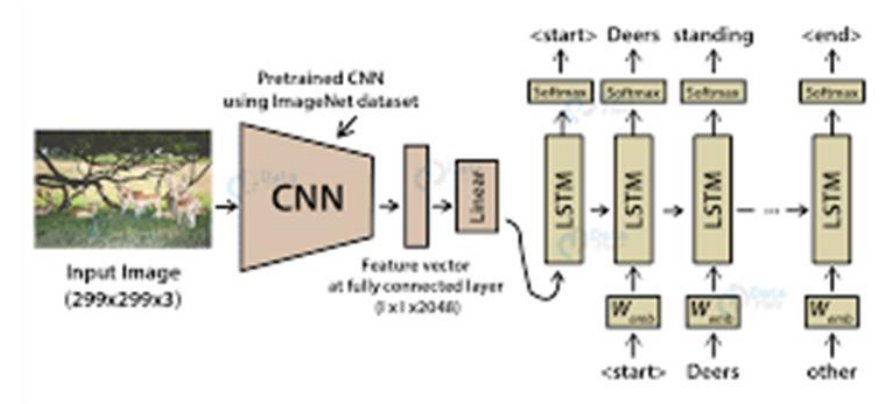 <start> Deers standing <end>
Softmax Softmax Softmax Softmax
Pretrained CNN
using ImageNet dataset
CNN
Linear
LSTM LSTM LSTM ... LSTM
Input Image
(299x299x3)
Feature vector
at fully connected layer
(1x1x2048)
W emb W emb W emb
<start> Deers other